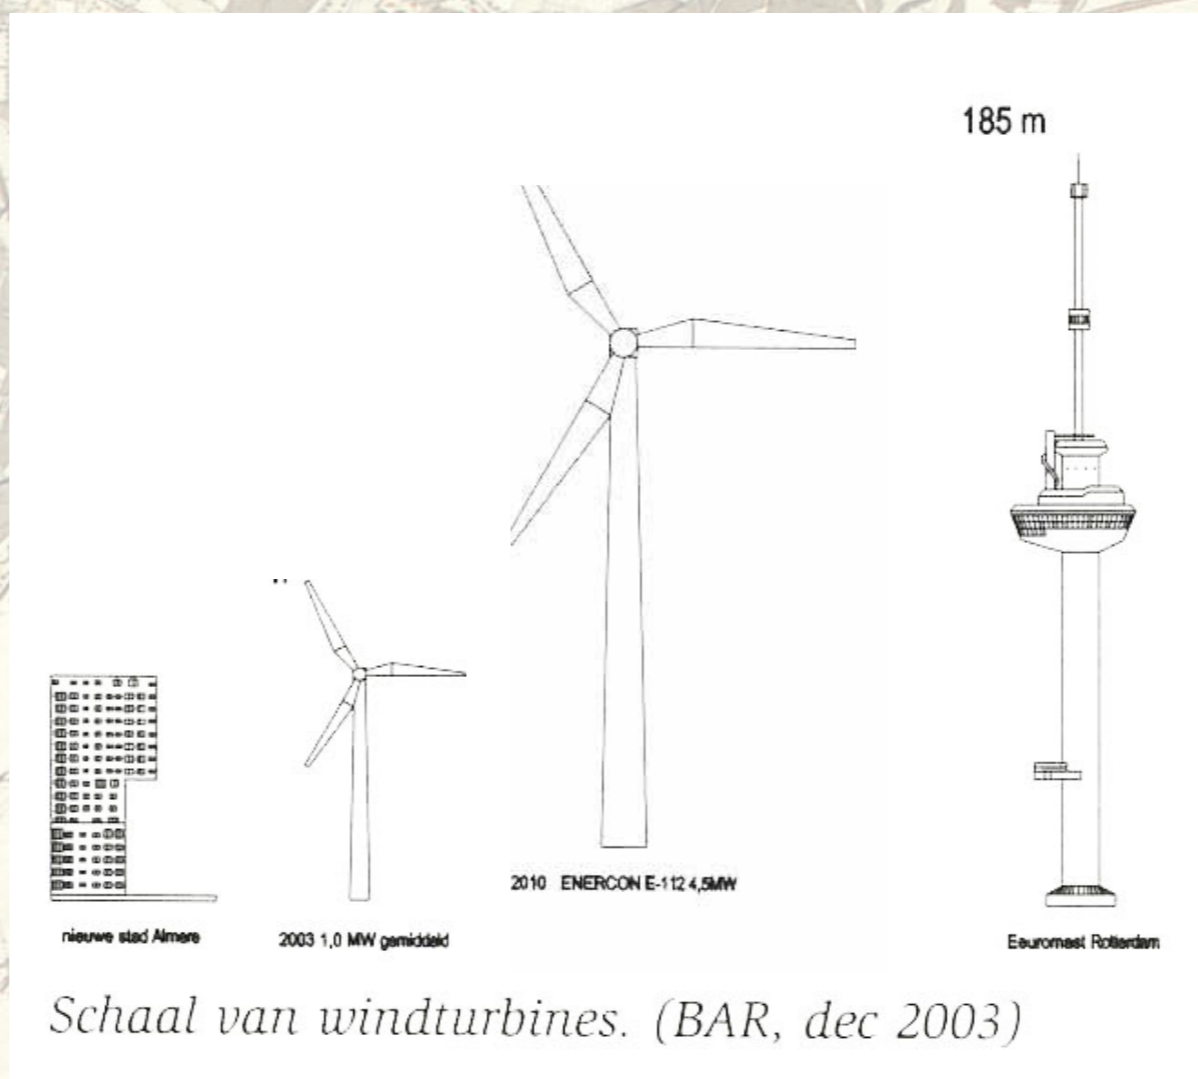 185 m
2010 ENERCON E-112 4,5MW
nieuwe stad Almere
2003 1,0 MW gemiddeld
Eeuromast Rotterdam
Schaal van windturbines. (BAR, dec 2003)